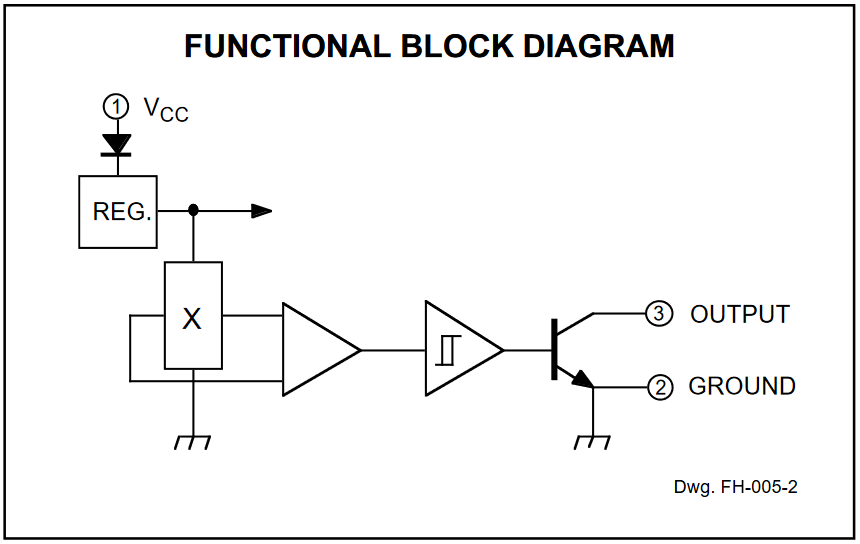 FUNCTIONAL BLOCK DIAGRAM
1 VCC
REG.
X
3 OUTPUT
2 GROUND
Dwg. FH-005-2